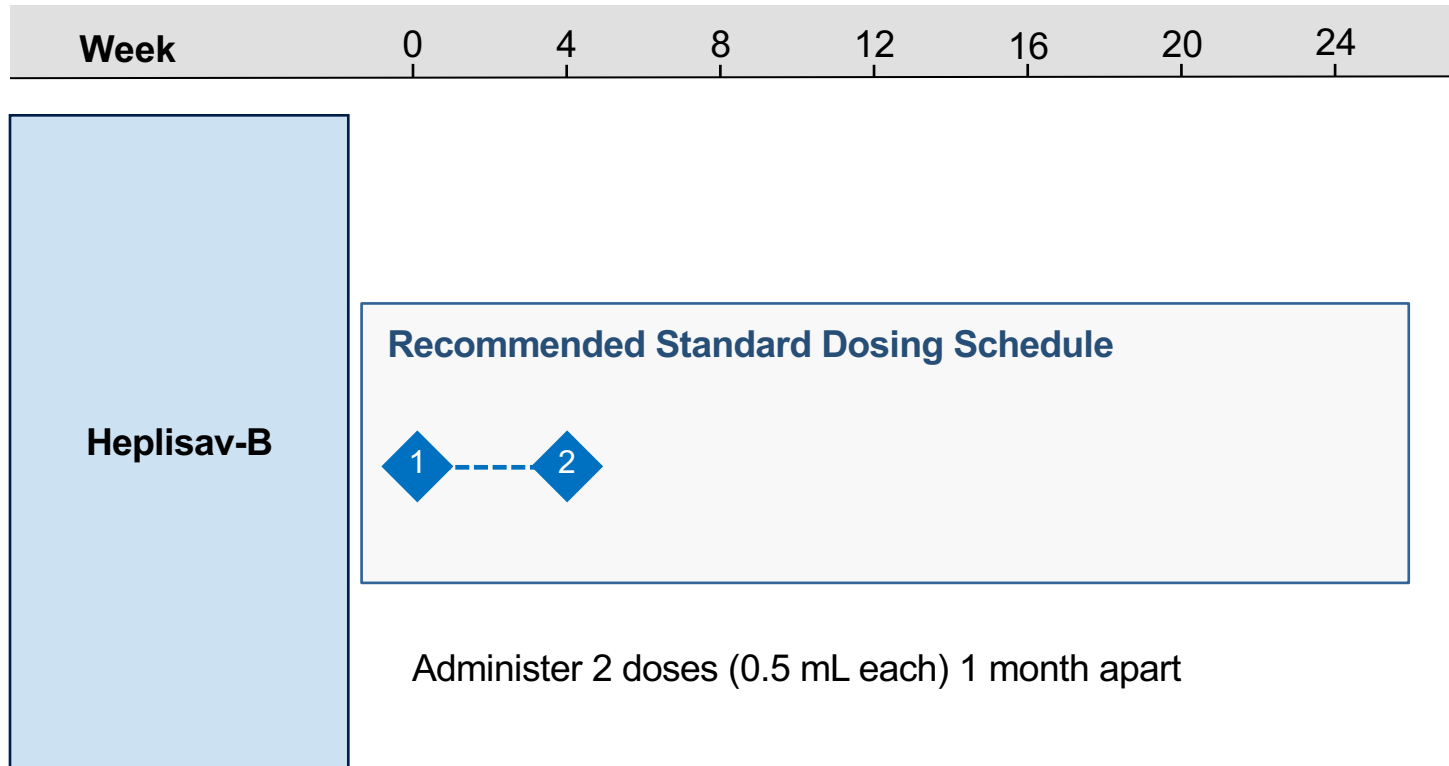 Week 0 4 8 12 16 20 24
Recommended Standard Dosing Schedule
Heplisav-B
1 2
Administer 2 doses (0.5 mL each) 1 month apart